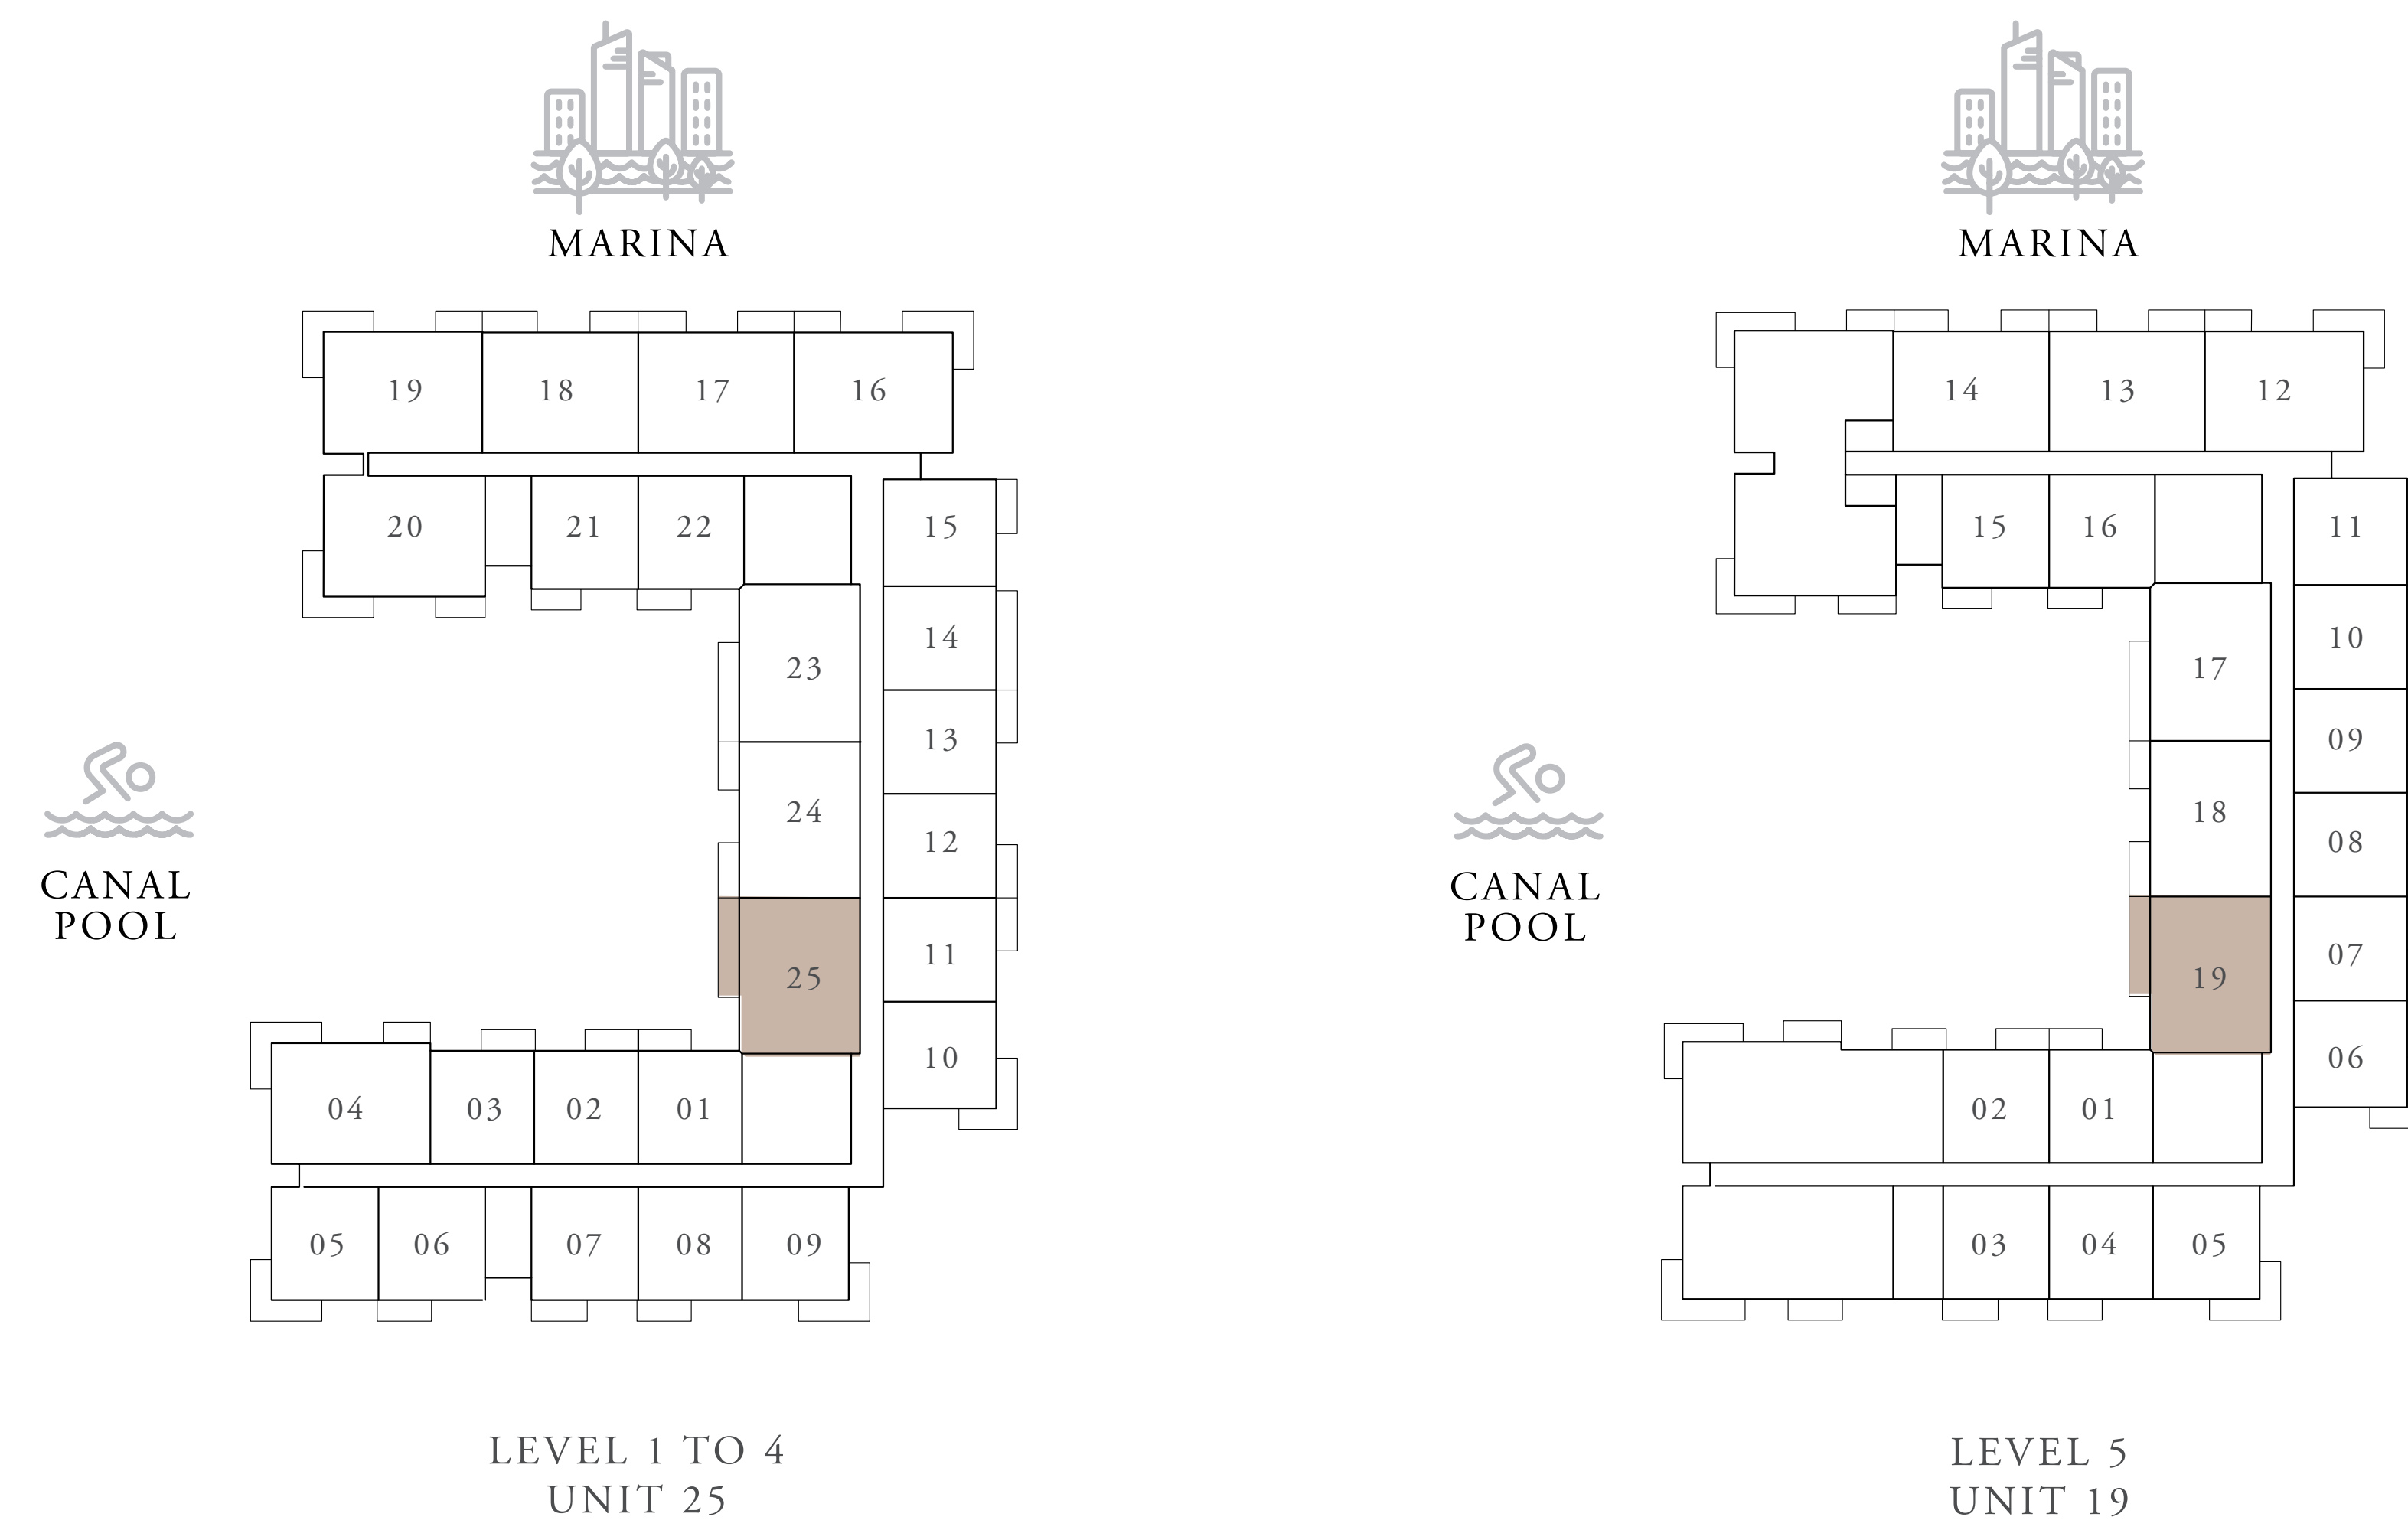 MARINA
19 18 17 16
20 21 22 15
14
23
13
24 12
CANAL
POOL
25 11
10
04 03 02 01
05 06 07 08 09
LEVEL 1 TO 4
UNIT 25
MARINA
14 13 12
15 16 11
10
17
09
18 08
CANAL
POOL
19 07
06
02 01
03 04 05
LEVEL 5
UNIT 19